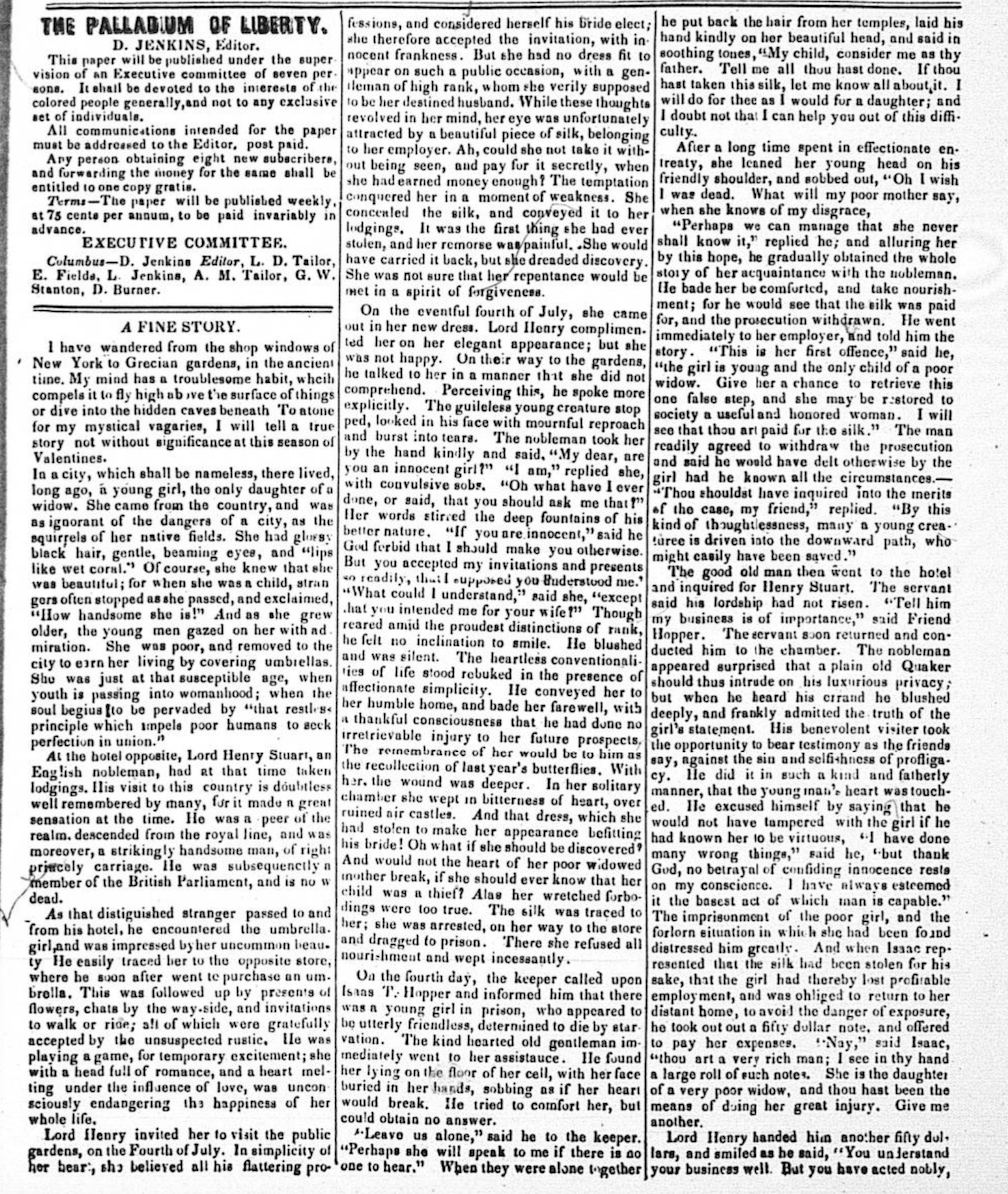 THE PALLADIUM OF LIBERTY.
D. JENKINS, Editor.
This paper will be published under the super
vision of an Executive committee of seven per
sons. It shall be devoted to the interests of the
colored people generally,and not to any exclusive
set of individuals.
All communications intended for the paper
must be addressed to the Editor, post paid.
Any person obtaining eight new subscribers,
and forwarding the money for the same shall be
entitled to one copy gratis.
Terms—The paper will be published weekly,
at 75 cents per annum, to be paid invariably in
advance.
EXECUTIVE COMMITTEE.
Columbus—D. Jenkins Editor, L. D. Tailor,
E. Fields, L. Jenkins, A. M. Tailor, G. W.
Stanton, D. Burner.
A FINE STORY.
I have wandered from the shop windows of
New York to Grecian gardens, in the ancient
time. My mind has a troublesome habit, whcih
compels it to fly high above the surface of things
or dive into the hidden caves beneath To atone
for my mystical vagaries, I will tell a true
story not without significance at this season of
Valentines.
In a city, which shall be nameless, there lived,
long ago, a young girl, the only daughter of a
widow. She came from the country, and was
as ignorant of the dangers of a city, as the
squirrels of her native fields. She had glossy
black hair, gentle, beaming eyes, and "lips
like wet coral." Of course, she knew that she
was beautiful; for when she was a child, stran
gers often stopped as she passed, and exclaimed,
"How handsome she is!" And as she grew
older, the young men gazed on her with ad
miration. She was poor, and removed to the
city to earn her living by covering umbrellas.
She was just at that susceptible age, when
youth is passing into womanhood; when the
soul begius to be pervaded by "that restless
principle which impels poor humans to seek
perfection in union."
At the hotel opposite, Lord Henry Stuart, an
English nobleman, had at that time taken
lodgings. His visit to this country is doubtless
well remembered by many, for it made a great
sensation at the time. He was a peer of the
realm. descended from the royal line, and was
moreover, a strikingly handsome man, of right
princely carriage. He was subsequently a
member of the British Parliament, and is no w
dead.
As that distiguished stranger passed to and
from his hotel, he encountered the umbrella.
girl,and was impressed by her uncommon beau-
ty He easily traced her to the opposite store,
where he soon after went to purchase an um-
brella. This was followed up by presents of
flowers, chats by the way-side, and invitations
to walk or ride; all of which were gratefully
accepted by the unsuspected rustic. He was
playing a game, for temporary excitement; she
with a head full of romance, and a heart mel-
ting under the influence of love, was uncon
sciously endangering the happiness of her
whole life.
Lord Henry invited her to visit the public
gardens, on the Fourth of July. In simplicity of
her heart, she believed all his flattering pro-
fessions, and considered herself his bride elect;
she therefore accepted the invitation, with in-
nocent frankness. But she had no dress fit to
appear on such a public occasion, with a gen-
tleman of high rank, whom she verily supposed
to be her destined husband. While these thoughts
revolved in her mind, her eye was unfortunately
attracted by a beautiful piece of silk, belonging
to her employer. Ah, could she not take it with-
out being seen, and pay for it secretly, when
she had earned money enough? The temptation
conquered her in a moment of weakness. She
concealed the silk, and conveyed it to her
lodgings. It was the first thing she had ever
stolen, and her remorse was painful. She would
have carried it back, but she dreaded discovery.
She was not sure that her repentance would be
met in a spirit of forgiveness.
On the eventful fourth of July, she came
out in her new dress. Lord Henry complimen-
ted her on her elegant appearance; but she
was not happy. On their way to the gardens,
he talked to her in a manner that she did not
comprehend. Perceiving this, he spoke more
explicitly. The guileless young creature stop
ped, looked in his face with mournful reproach
and burst into tears. The nobleman took her
by the hand kindly and said. "My dear, are
you an innocent girl?" "I am," replied she,
with convulsive sobs. "Oh what have I ever
done, or said, that you should ask me that?"
Her words stirred the deep fountains of his
better nature. "If you are innocent," said he
God forbid that I should make you otherwise.
But you accepted my invitations and presents
so readily, that I supposed you understood me.'
"What could I understand," said she, "except
that you intended me for your wife?" Though
reared amid the proudest distinctions of rank,
he felt no inclination to smile. He blushed
and was silent. The heartless conventionali-
ties of life stood rebuked in the presence of
affectionate simplicity. He conveyed her to
her humble home, and bade her farewell, with
a thankful consciousness that he had done no
irretrievable injury to her future prospects.
The remembrance of her would be to him as
the recollection of last year's butterflies. With
her. the wound was deeper. In her solitary
chamber she wept in bitterness of heart, over
ruined air castles. And that dress, which she
had stolen to make her appearance befitting
his bride! Oh what if she should be discovered?
And would not the heart of her poor widowed
mother break, if she should ever know that her
child was a thief? Alas her wretched forbo-
dings were too true. The silk was traced to
her; she was arrested, on her way to the store
and dragged to prison. There she refused all
nourishment and wept incessantly.
On the fourth day, the keeper called upon
Isaac T. Hopper and informed him that there
was a young girl in prison, who appeared to
be utterly friendless, determined to die by star-
vation. The kind hearted old gentleman im-
mediately went to her assistance. He found
her lying on the floor of her cell, with her face
buried in her hands, sobbing as if her heart
would break. He tried to comfort her, but
could obtain no answer.
"Leave us alone," said he to the keeper.
"Perhaps she will speak to me if there is no
one to hear." When they were alone together
he put back the hair from her temples, laid his
hand kindly on her beautiful head, and said in
soothing tones, "My child, consider me as thy
father. Tell me all thou hast done. If thou
hast taken this silk, let me know all about,it. I
will do for thee as I would for a daughter; and
I doubt not that I can help you out of this diffi-
culty.
After a long time spent in effectionate en-
treaty, she leaned her young head on his
friendly shoulder, and sobbed out, "Oh I wish
I was dead. What will my poor mother say,
when she knows of my disgrace,
"Perhaps we can manage that she never
shall know it," replied he; and alluring her
by this hope, he gradually obtained the whole
story of her acquaintance with the nobleman.
He bade her be comforted, and take nourish-
ment; for he would see that the silk was paid
for, and the prosecution withdrawn. He went
immediately to her employer, and told him the
story. "This is her first offence," said he,
"the girl is young and the only child of a poor
widow. Give her a chance to retrieve this
one false step, and she may be restored to
society a useful and honored woman. I will
see that thou art paid for the silk." The man
readily agreed to withdraw the prosecution
and said he would have delt otherwise by the
girl had he known all the circumstances.—
"Thou shouldst have inquired into the merits
of the case, my friend," replied. "By this
kind of thoughtlessness, many a young crea-
turee is driven into the downward path, who
might easily have been saved."
The good old man then went to the hotel
and inquired for Henry Stuart. The servant
said his lordship had not risen. "Tell him
my business is of importance," said Friend
Hopper. The servant soon returned and con-
ducted him to the chamber. The nobleman
appeared surprised that a plain old Quaker
should thus intrude on his luxurious privacy;
but when he heard his errand he blushed
deeply, and frankly admitted the truth of the
girl's statement. His benevolent visiter took
the opportunity to bear testimony as the friends
say, against the sin and selfishness of profliga-
cy. He did it in such a kind and fatherly
manner, that the young man's heart was touch-
ed. He excused himself by saying that he
would not have tampered with the girl if he
had known her to be virtuous, "I have done
many wrong things," said he, "but thank
God, no betrayal of confiding innocence rests
on my conscience. I have always esteemed
it the basest act of which man is capable."
The imprisonment of the poor girl, and the
forlorn situation in which she had been found
distressed him greatly. And when Isaac rep-
resented that the silk had been stolen for his
sake, that the girl had thereby lost profitable
employment, and was obliged to return to her
distant home, to avoid the danger of exposure,
he took out out a fifty dollar note, and offered
to pay her expenses. "Nay," said Isaac,
"thou art a very rich man; I see in thy hand
a large roll of such notes. She is the daughter
of a very poor widow, and thou hast been the
means of doing her great injury. Give me
another.
Lord Henry handed him another fifty dol-
lars, and smiled as he said, "You understand
your business well. But you have acted nobly,